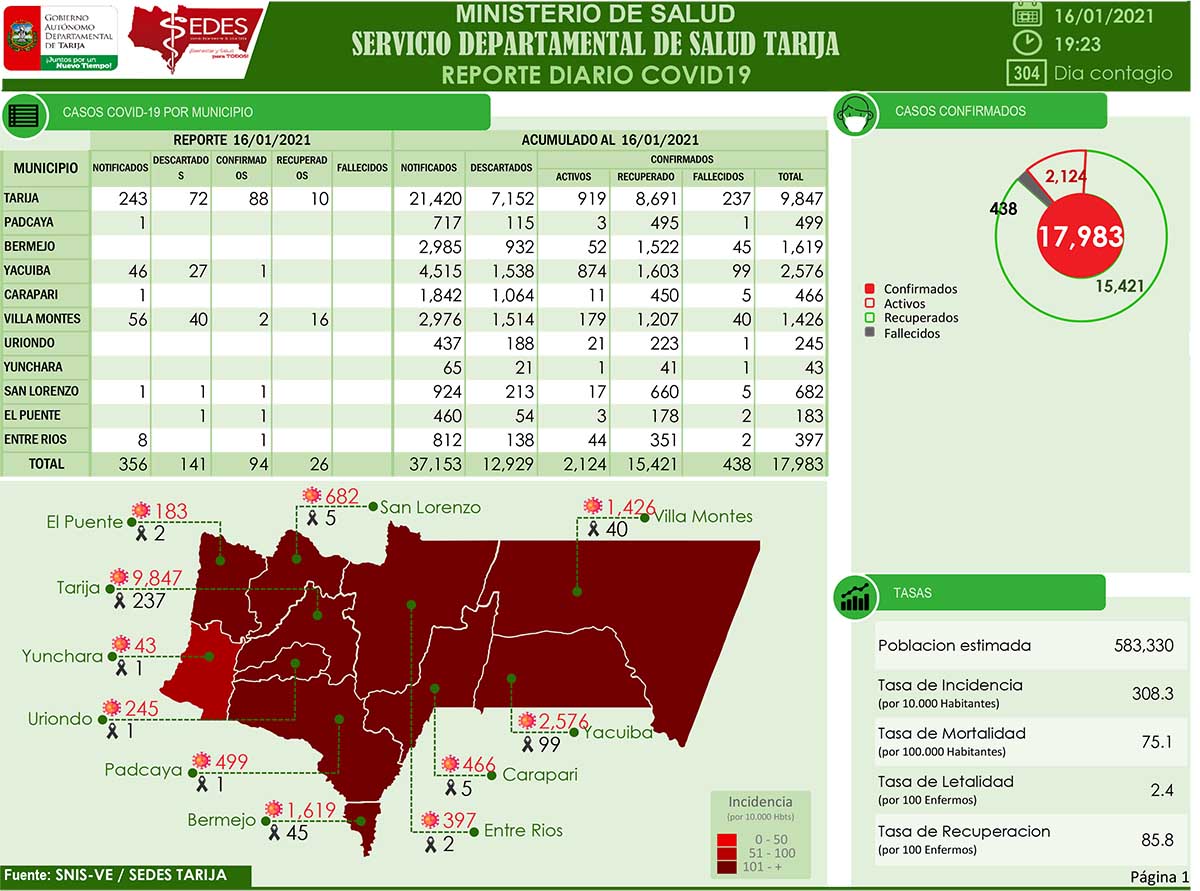 GOBIERNO
AUTÓNOMO
DEPARTAMENTAL
DE TARIJA
¡Juntos por un
Nuevo Tiempo!
SEDES
¡Bienestar y Salud
para TODOS!
MINISTERIO DE SALUD
SERVICIO DEPARTAMENTAL DE SALUD TARIJA
REPORTE DIARIO COVID19
16/01/2021
19:23
304 Dia contagio
CASOS COVID-19 POR MUNICIPIO
REPORTE 16/01/2021 ACUMULADO AL 16/01/2021
MUNICIPIO NOTIFICADOS DESCARTADOS CONFIRMADOS RECUPERADOS FALLECIDOS NOTIFICADOS DESCARTADOS CONFIRMADOS
ACTIVOS RECUPERADO FALLECIDOS TOTAL
TARIJA 243 72 88 10 21,420 7,152 919 8,691 237 9,847
PADCAYA 1 717 115 3 495 1 499
BERMEJO 2,985 932 52 1,522 45 1,619
YACUIBA 46 27 1 4,515 1,538 874 1,603 99 2,576
CARAPARI 1 1,842 1,064 11 450 5 466
VILLA MONTES 56 40 2 16 2,976 1,514 179 1,207 40 1,426
URIONDO 437 188 21 223 1 245
YUNCHARA 65 21 1 41 1 43
SAN LORENZO 1 1 1 924 213 17 660 5 682
EL PUENTE 1 1 460 54 3 178 2 183
ENTRE RIOS 8 1 812 138 44 351 2 397
TOTAL 356 141 94 26 37,153 12,929 2,124 15,421 438 17,983
CASOS CONFIRMADOS
2,124
438
17,983
15,421
Confirmados
Activos
Recuperados
Fallecidos
El Puente 183
2
682 San Lorenzo
5
1,426 Villa Montes
40
Tarija 9,847
237
Yunchara 43
1
Uriondo 245
1
Padcaya 499
1
Bermejo 1,619
45
2,576 Yacuiba
99
466 Carapari
5
397 Entre Rios
2
Incidencia
(por 10.000 Hbts)
0 - 50
51 - 100
101 - +
TASAS
Poblacion estimada 583,330
Tasa de Incidencia 308.3
(por 10.000 Habitantes)
Tasa de Mortalidad 75.1
(por 100.000 Habitantes)
Tasa de Letalidad 2.4
(por 100 Enfermos)
Tasa de Recuperacion 85.8
(por 100 Enfermos)
Fuente: SNIS-VE / SEDES TARIJA
Página 1